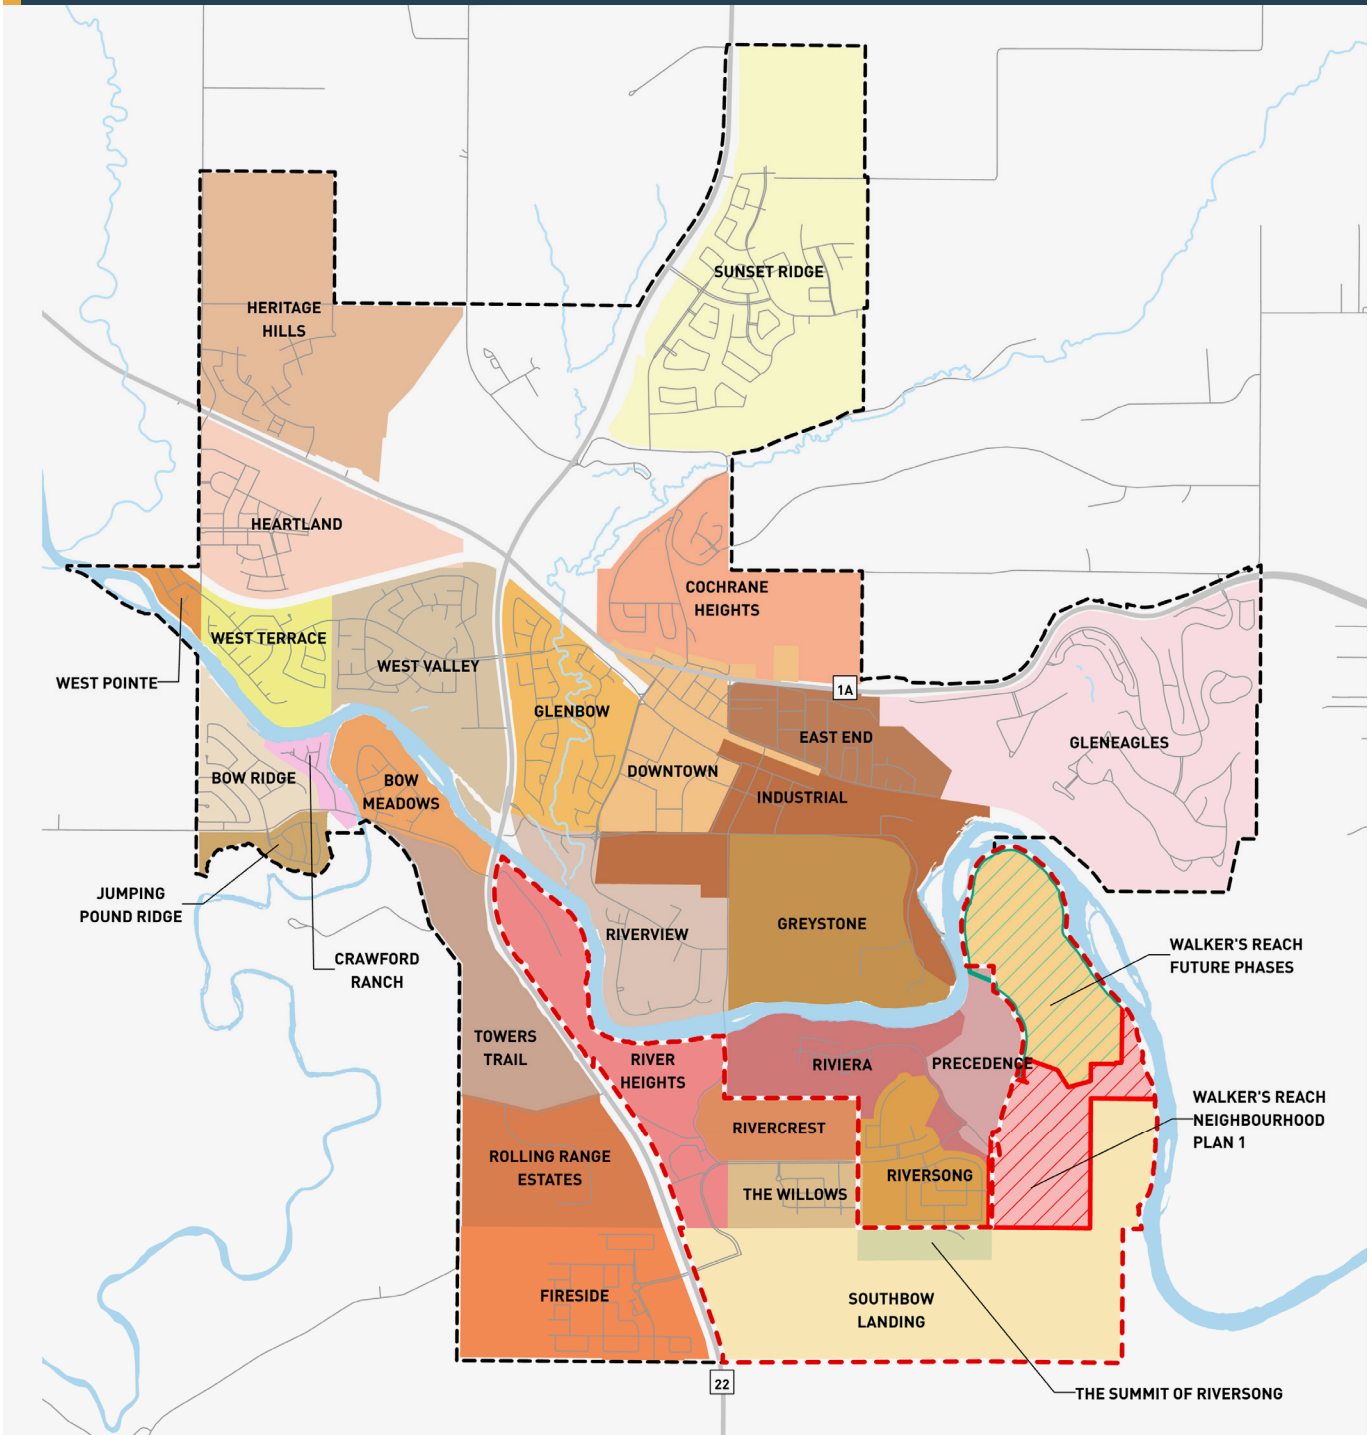 SUNSET RIDGE
HERITAGE
HILLS
HEARTLAND
COCHRANE
HEIGHTS
WEST TERRACE
WEST VALLEY
WEST POINTE
1A
GLENBOW
EAST END
GLENEAGLES
BOW RIDGE
BOW
MEADOWS
DOWNTOWN
INDUSTRIAL
JUMPING
POUND RIDGE
CRAWFORD
RANCH
RIVERVIEW
GREYSTONE
WALKER'S REACH
FUTURE PHASES
TOWERS
TRAIL
RIVER
HEIGHTS
RIVIERA
PRECEDENCE
WALKER'S REACH
NEIGHBOURHOOD
PLAN 1
RIVERCREST
ROLLING RANGE
ESTATES
THE WILLOWS
RIVERSONG
FIRESIDE
SOUTHBOW
LANDING
22
THE SUMMIT OF RIVERSONG